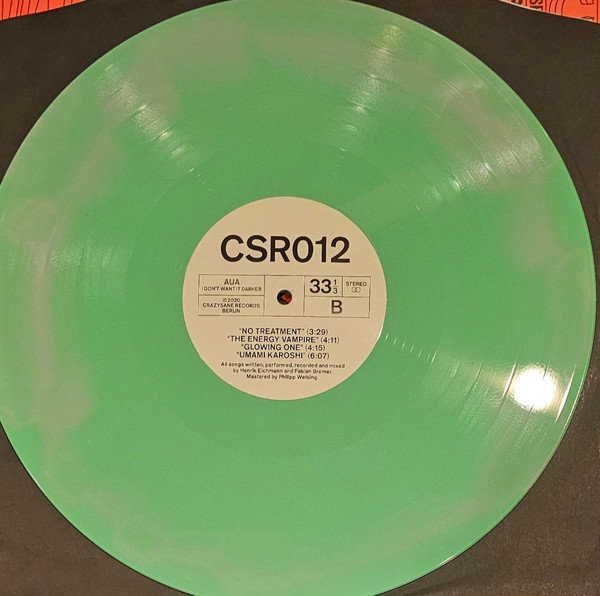 CSR012
AUA
I DON'T WANT IT DARKER
33 1/3
STEREO
℗ 2020
CRAZYSANE RECORDS
BERLIN
B
"NO TREATMENT" (3:29)
"THE ENERGY VAMPIRE" (4:11)
"GLOWING ONE" (4:15)
"UMAMI KAROSHI" (6:07)
All songs written, performed, recorded and mixed
by Henrik Eichmann and Fabian Bremer.
Mastered by Philipp Welsing.